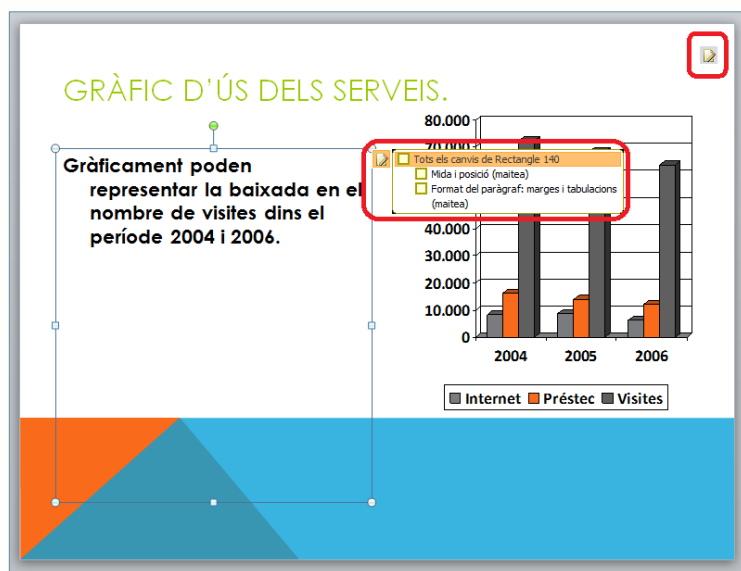 GRÀFIC D'ÚS DELS SERVEIS.
Gràficament poden
representar la baixada en el
nombre de visites dins el
període 2004 i 2006.
Tots els canvis de Rectangle 140
Mida i posició (maitea)
Format del paràgraf: marges i tabulacions
(maitea)
80.000
70.000
40.000
30.000
20.000
10.000
0
2004 2005 2006
Internet Préstec Visites